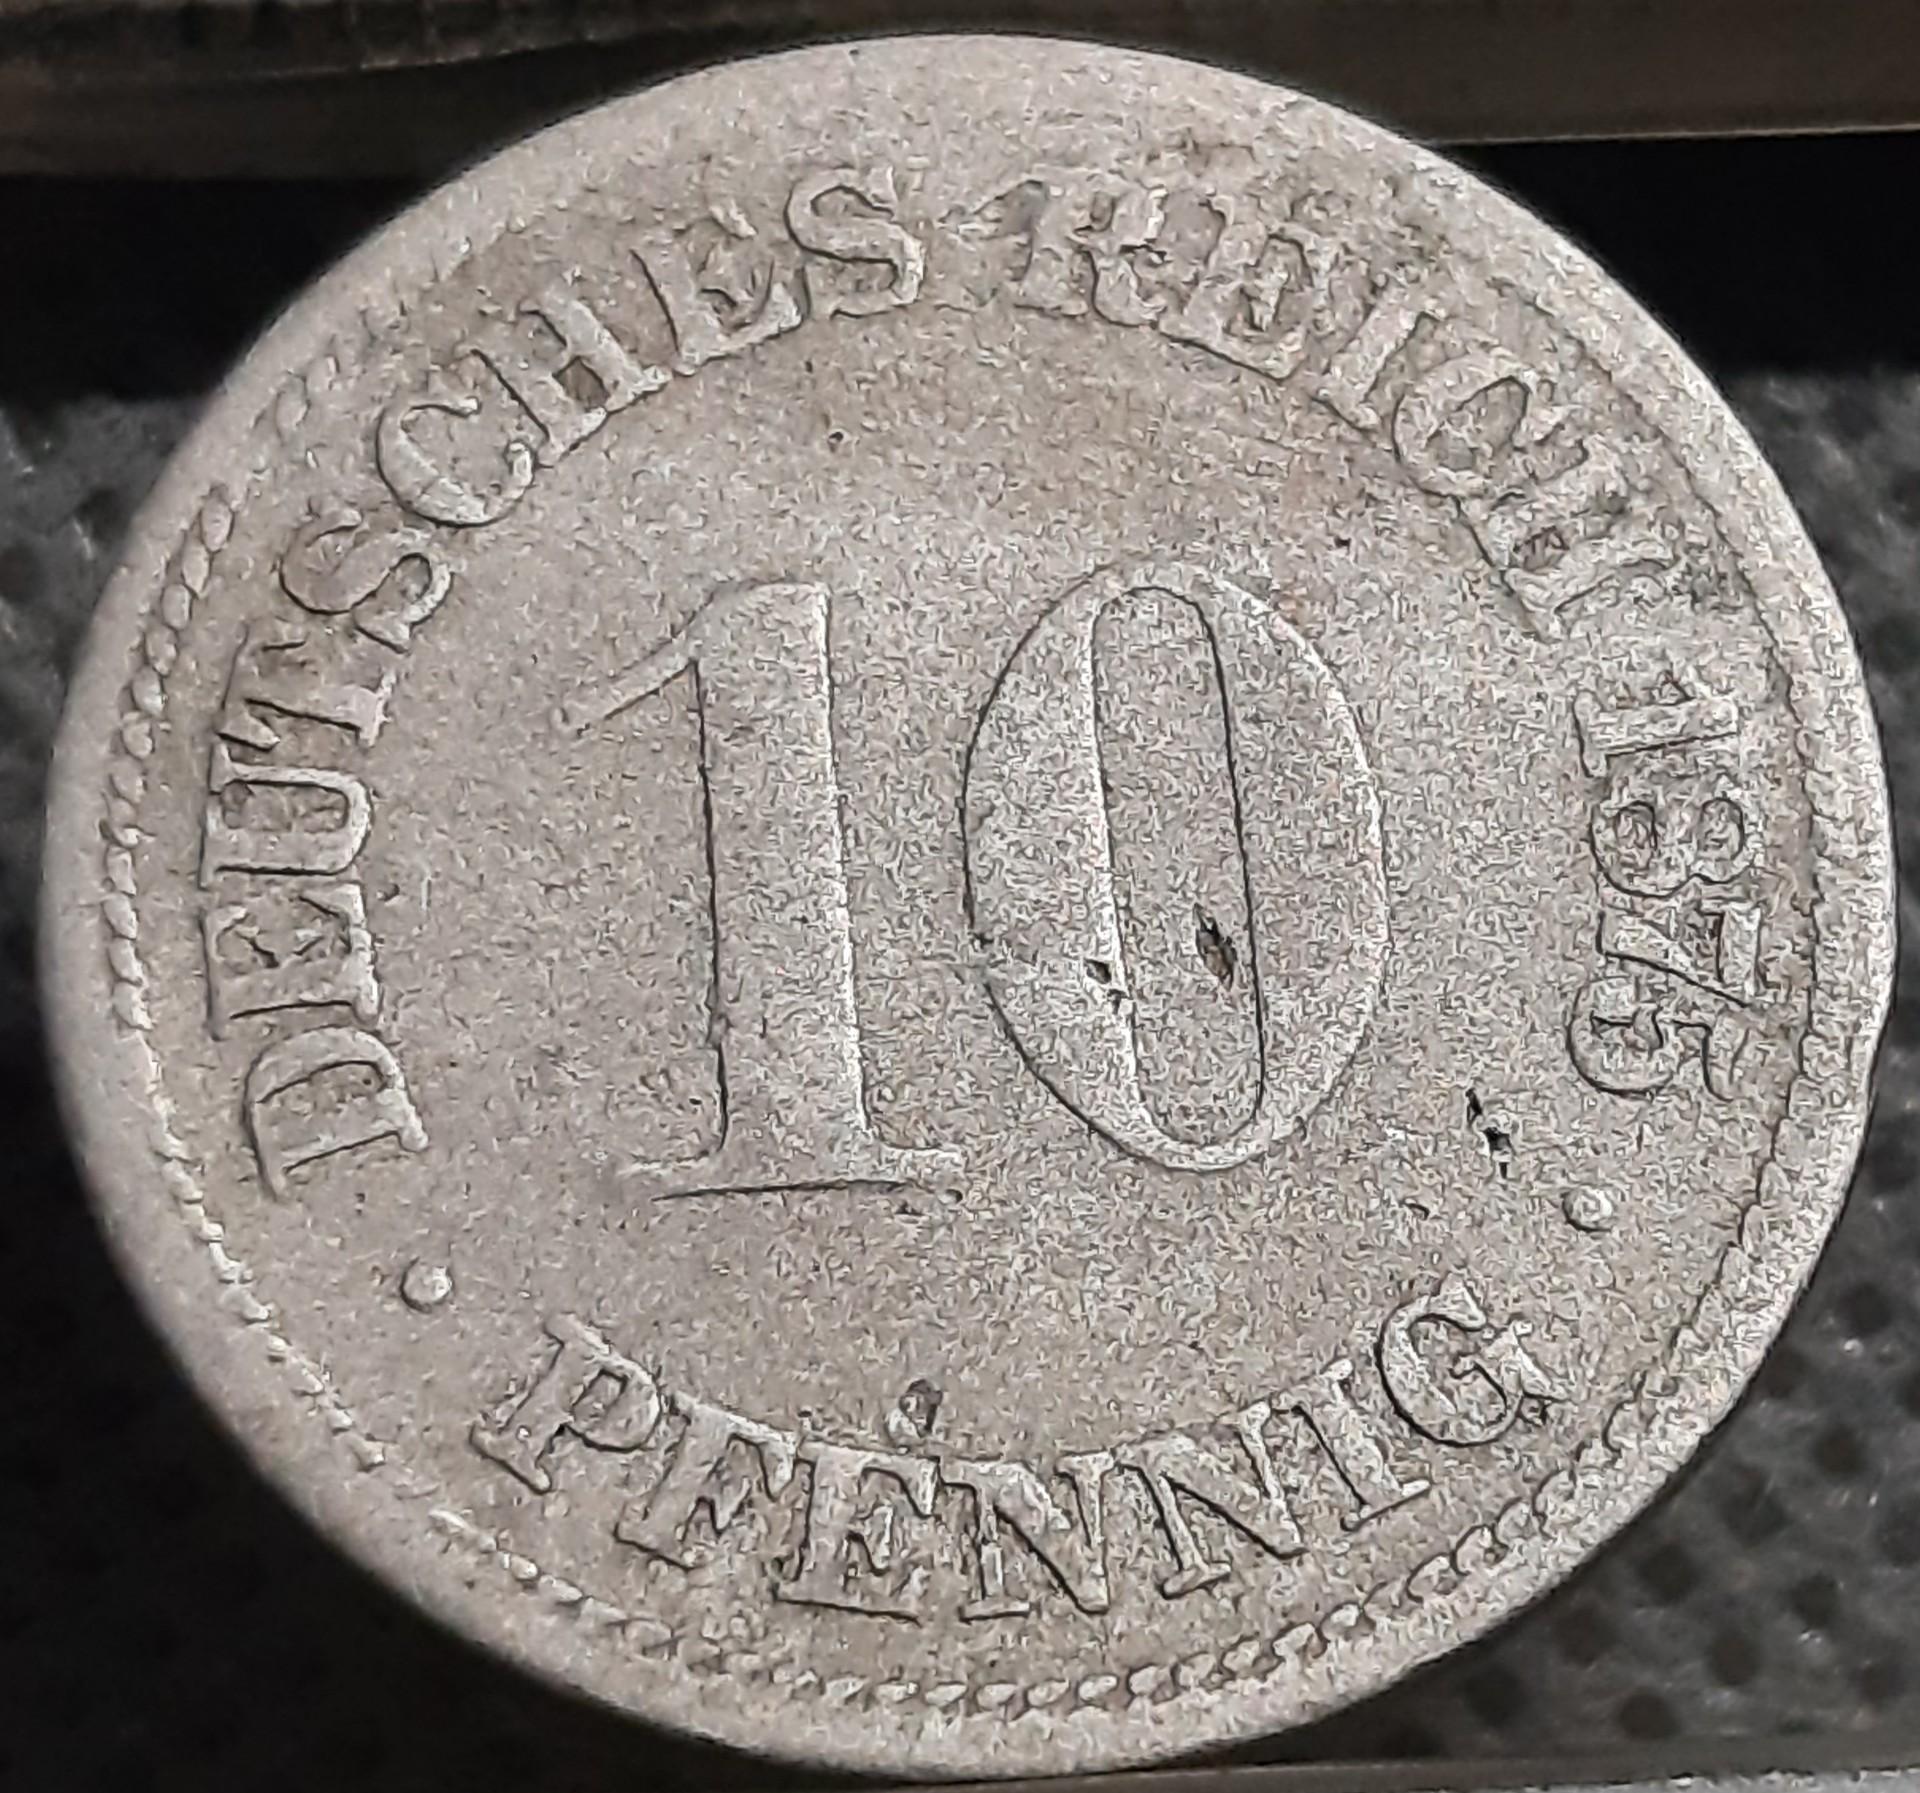 DEUTSCHES REICH 1875
10
PFENNIG